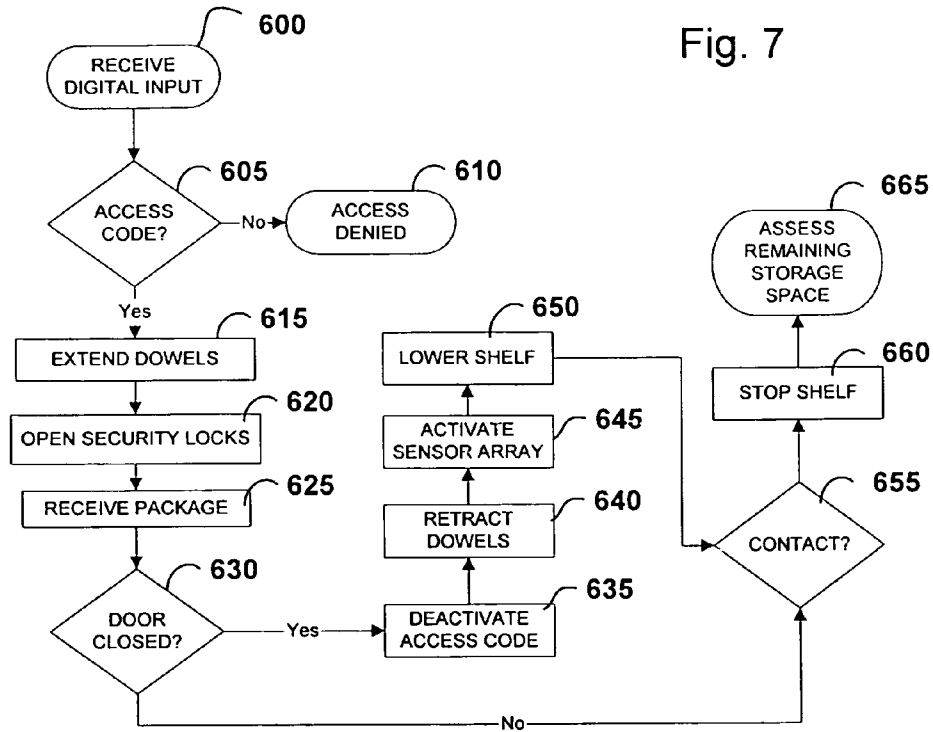 Fig. 7
600
RECEIVE
DIGITAL INPUT
605
ACCESS
CODE?
No
610
ACCESS
DENIED
Yes
615
EXTEND DOWELS
620
OPEN SECURITY LOCKS
625
RECEIVE PACKAGE
630
DOOR
CLOSED?
Yes
635
DEACTIVATE
ACCESS CODE
640
RETRACT
DOWELS
645
ACTIVATE
SENSOR ARRAY
650
LOWER SHELF
655
CONTACT?
660
STOP SHELF
665
ASSESS
REMAINING
STORAGE
SPACE
No